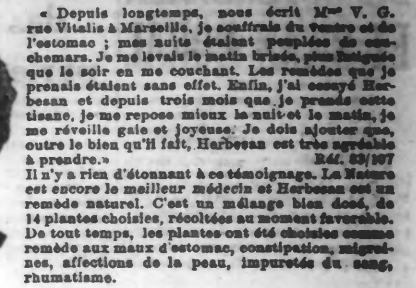 « Depuis longtemps, nous écrit Mme V. G.
rue Vitalis à Marseille, je souffrais du ventre et de
l'estomac ; mes nuits étaient peuplées de cau-
chemars. Je me levais le matin brisée, plus fatiguée
que le soir en me couchant. Les remèdes que je
prenais étaient sans effet. Enfin, j'ai essayé Her-
besan et depuis trois mois que je prends cette
tisane, je me repose mieux la nuit et le matin, je
me réveille gaie et joyeuse. Je dois ajouter que,
outre le bien qu'il fait, Herbesan est très agréable
à prendre.» Réf. 83/107
Il n'y a rien d'étonnant à ce témoignage. La Nature
est encore le meilleur médecin et Herbesan est un
remède naturel. C'est un mélange bien dosé, de
14 plantes choisies, récoltées au moment favorable.
De tout temps, les plantes ont été choisies comme
remède aux maux d'estomac, constipation, migrai-
nes, affections de la peau, impuretés du sang,
rhumatisme.